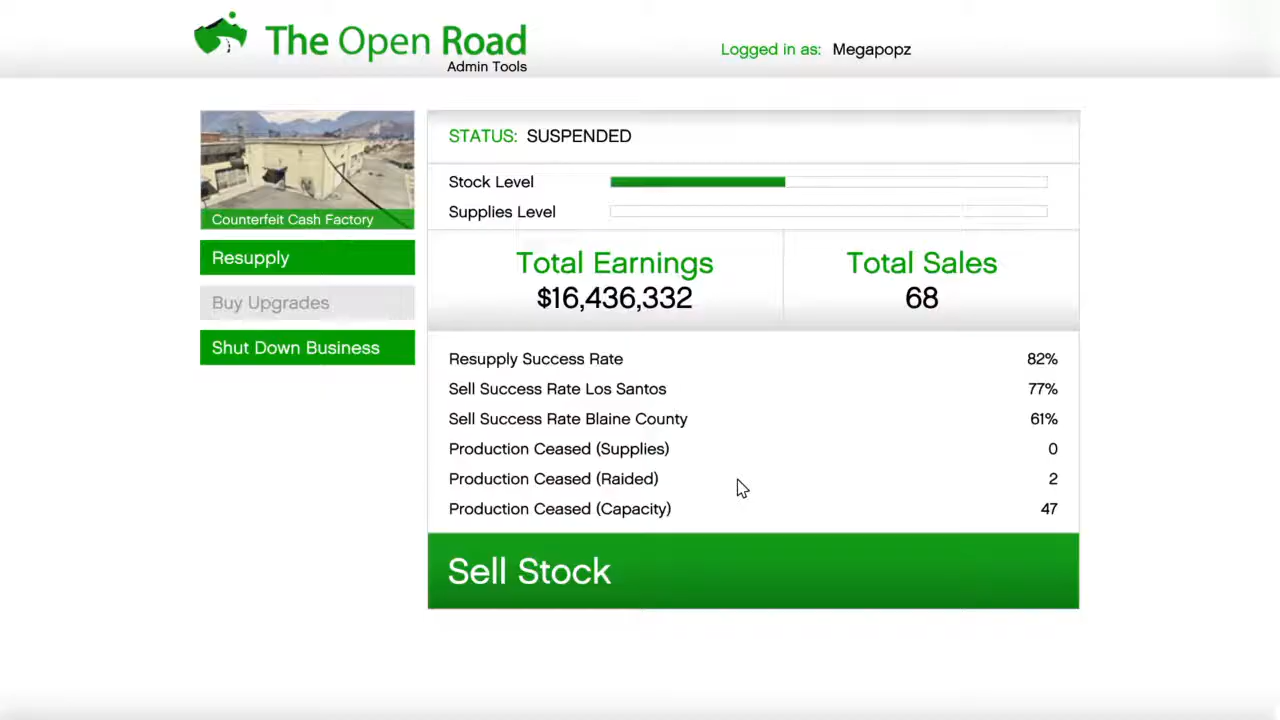 The Open Road
Admin Tools
Logged in as: Megapopz
Counterfeit Cash Factory
Resupply
Buy Upgrades
Shut Down Business
STATUS: SUSPENDED
Stock Level
Supplies Level
Total Earnings
$16,436,332
Total Sales
68
Resupply Success Rate 82%
Sell Success Rate Los Santos 77%
Sell Success Rate Blaine County 61%
Production Ceased (Supplies) 0
Production Ceased (Raided) 2
Production Ceased (Capacity) 47
Sell Stock